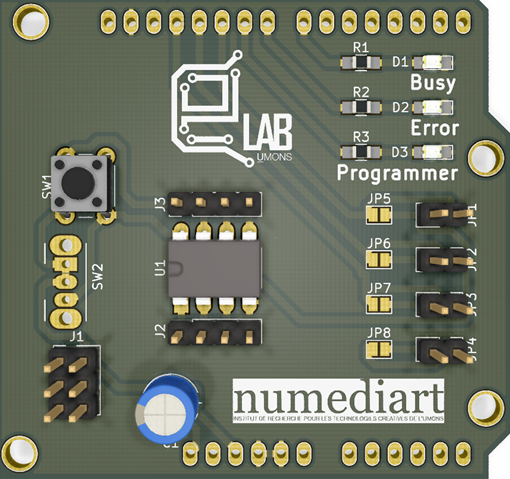 R1
D1
Busy
R2
D2
Error
R3
D3
Programmer
LAB
UMONS
SW1
J3
JP5
JP1
JP6
JP2
U1
SW2
JP7
JP3
J2
J1
JP8
JP4
C1
numediart
INSTITUT DE RECHERCHE POUR LES TECHNOLOGIES CREATIVES DE L'UMONS